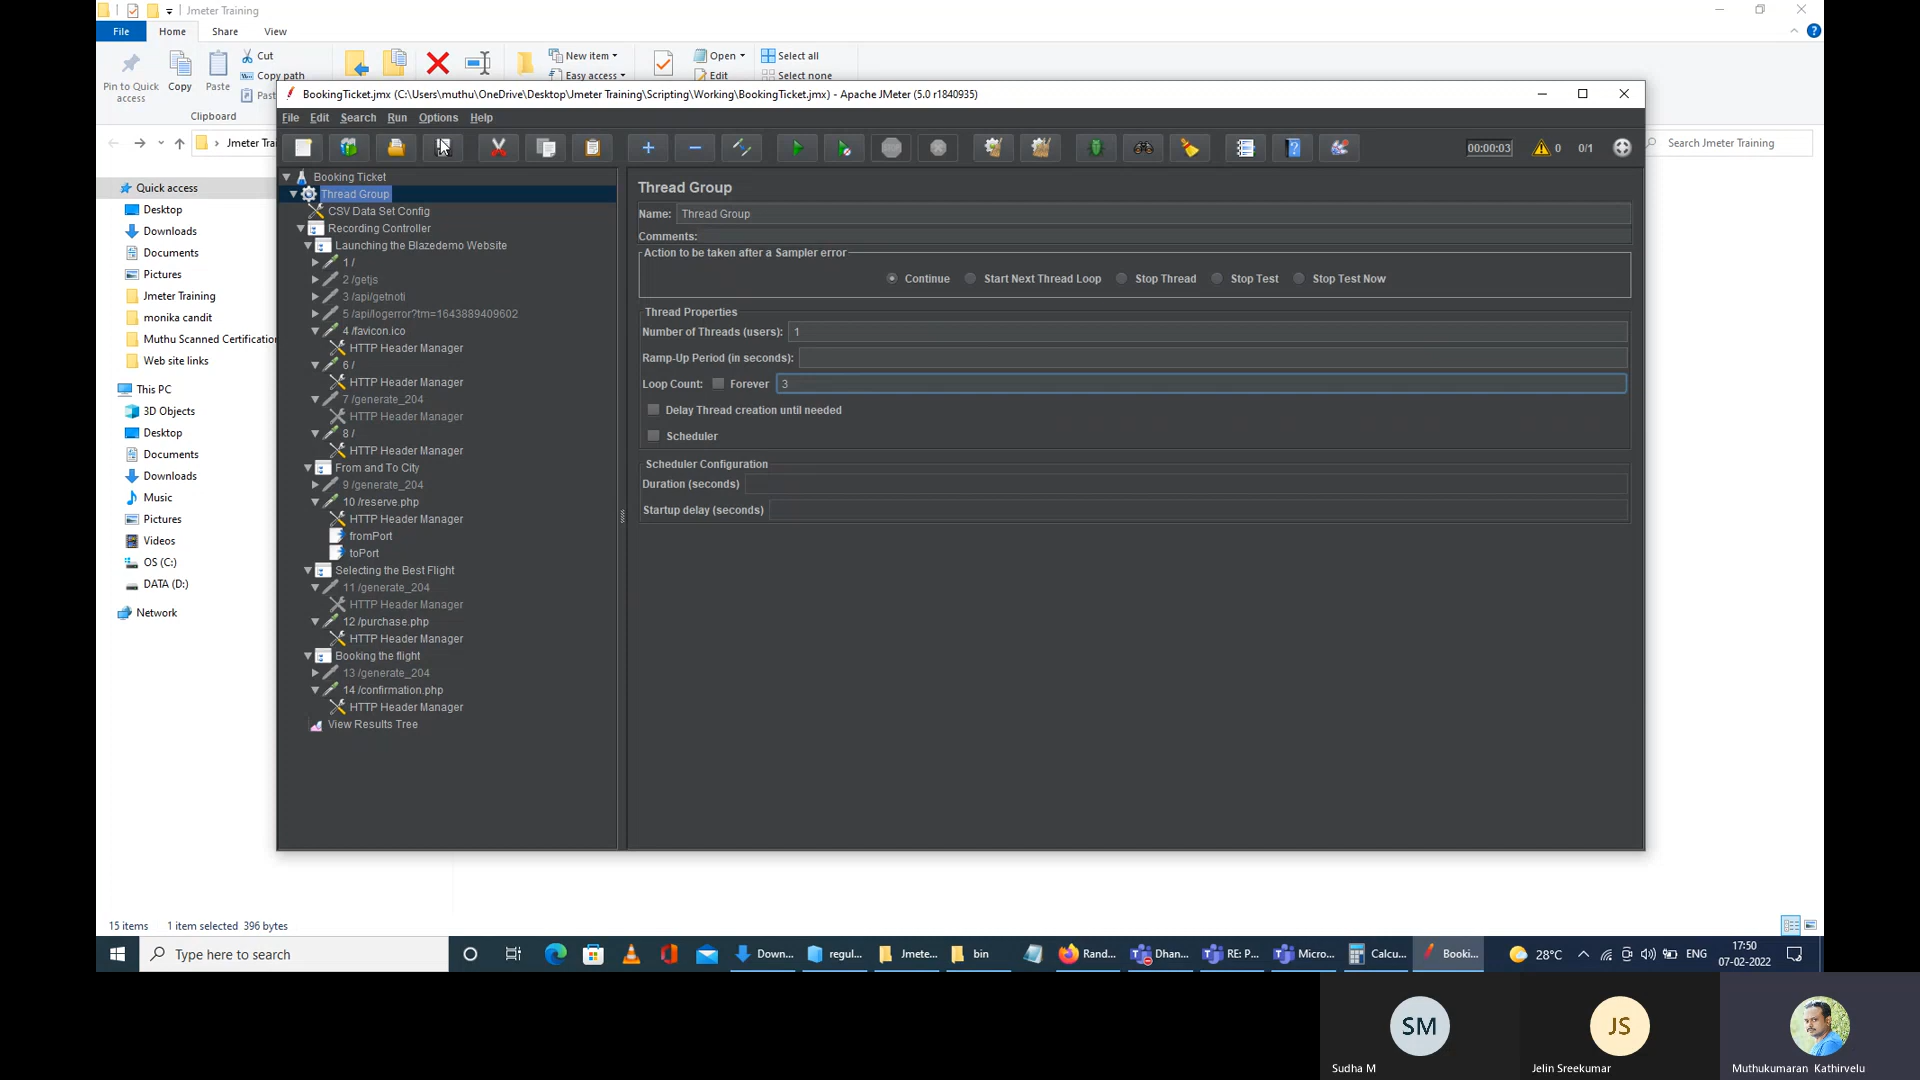 Jmeter Training
File
Home
Share
View
Pin to Quick access
Copy
Paste
Cut
Copy path
New item
Easy access
Open
Edit
Select all
Select none
Clipboard
Search Jmeter Training
Quick access
Desktop
Downloads
Documents
Pictures
Jmeter Training
monika candit
Muthu Scanned Certification
Web site links
This PC
3D Objects
Desktop
Documents
Downloads
Music
Pictures
Videos
OS (C:)
DATA (D:)
Network
15 items
1 item selected 396 bytes
BookingTicket.jmx (C:\Users\muthu\OneDrive\Desktop\Jmeter Training\Scripting\Working\BookingTicket.jmx) - Apache JMeter (5.0 r1840935)
File Edit Search Run Options Help
00:00:03
0
0/1
Booking Ticket
Thread Group
CSV Data Set Config
Recording Controller
Launching the Blazedemo Website
1 /
2 /getjs
3 /api/getnoti
5 /api/logerror?tm=1643889409602
4 /favicon.ico
HTTP Header Manager
6 /
HTTP Header Manager
7 /generate_204
HTTP Header Manager
8 /
HTTP Header Manager
From and To City
9 /generate_204
10 /reserve.php
HTTP Header Manager
fromPort
toPort
Selecting the Best Flight
11 /generate_204
HTTP Header Manager
12 /purchase.php
HTTP Header Manager
Booking the flight
13 /generate_204
14 /confirmation.php
HTTP Header Manager
View Results Tree
Thread Group
Name: Thread Group
Comments:
Action to be taken after a Sampler error
Continue Start Next Thread Loop Stop Thread Stop Test Stop Test Now
Thread Properties
Number of Threads (users): 1
Ramp-Up Period (in seconds):
Loop Count: Forever 3
Delay Thread creation until needed
Scheduler
Scheduler Configuration
Duration (seconds)
Startup delay (seconds)
Type here to search
Down...
regul...
Jmete...
bin
Rand...
Dhan...
RE: P...
Micro...
Calcu...
Booki...
28°C
ENG
17:50
07-02-2022
SM
Sudha M
JS
Jelin Sreekumar
Muthukumaran Kathirvelu